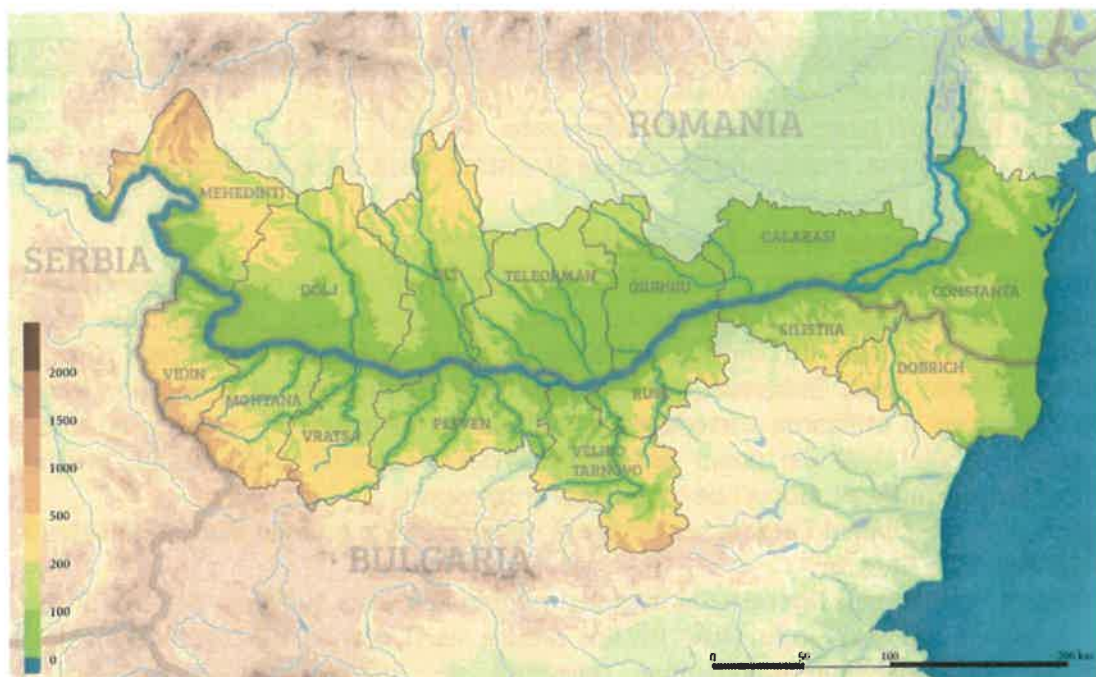 ROMANIA
MEHEDINTI
SERBIA
DOLJ
OLT
TELEORMAN
GIURGIU
CALARASI
CONSTANTA
SILISTRA
DOBRICH
VIDIN
MONTANA
VRATSA
PLEVEN
RUSE
VELIKO
TARNOVO
BULGARIA
2000
1500
1000
500
200
100
0
0 50 100 200 km